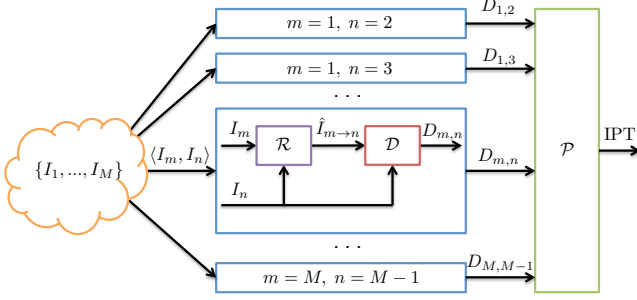 m = 1, n = 2
D_{1,2}
m = 1, n = 3
D_{1,3}
· · ·
{I_1, ..., I_M}
⟨I_m, I_n⟩
I_m
ℛ
Î_{m→n}
𝒟
D_{m,n}
I_n
D_{m,n}
𝒫
IPT
· · ·
m = M, n = M − 1
D_{M,M−1}